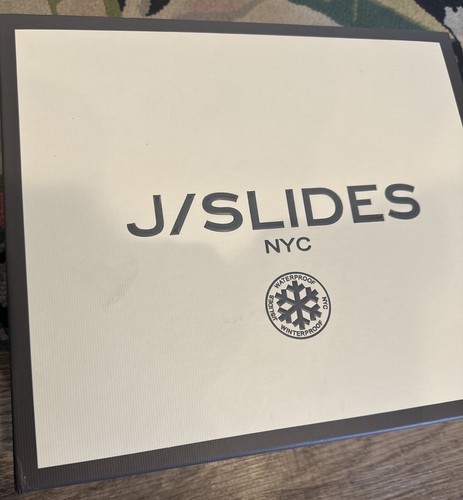 J/SLIDES
NYC
WATERPROOF
NYC
WINTERPROOF
J/SLIDES